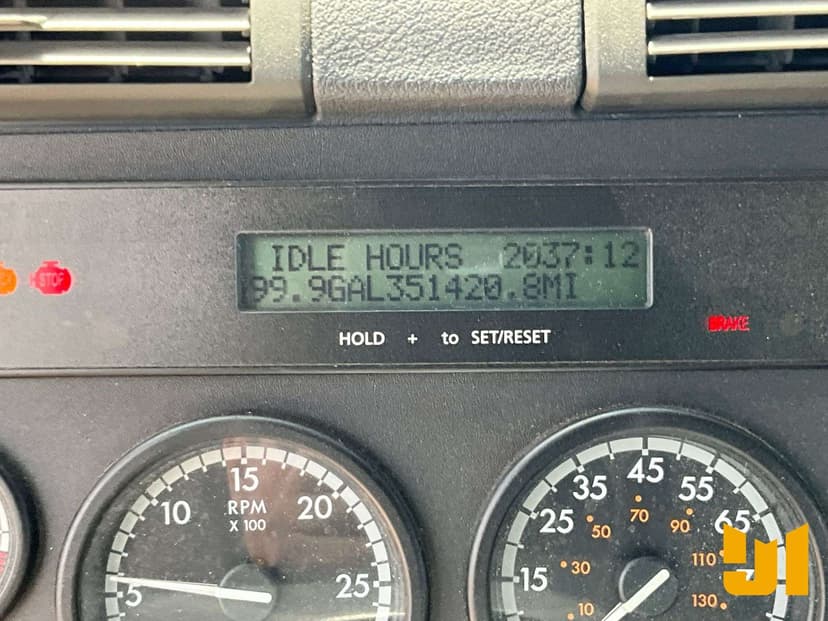 IDLE HOURS 2037:12
99.9GAL351420.8MI
STOP
HOLD + to SET/RESET
BRAKE
5
10
15
20
25
RPM
X 100
15
25
35
45
55
65
10
30
50
70
90
110
130